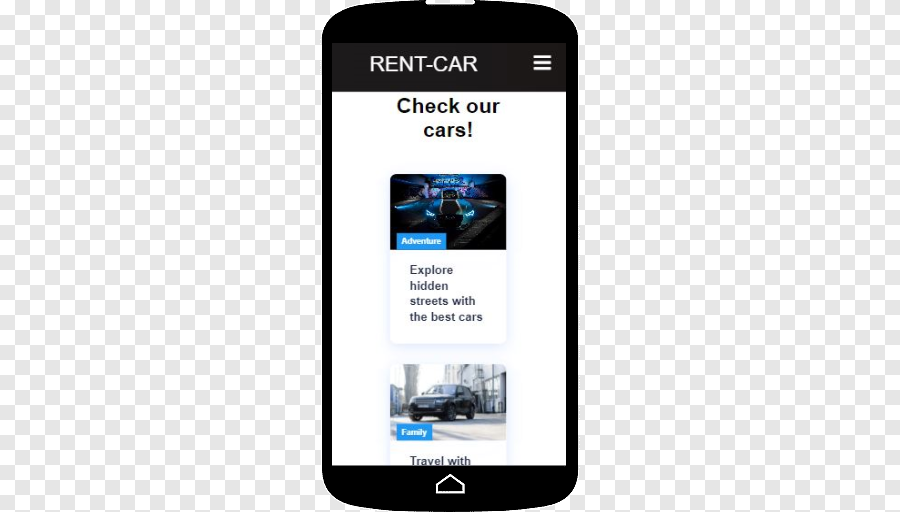 RENT-CAR
Check our
cars!
Adventure
Explore
hidden
streets with
the best cars
Family
Travel with